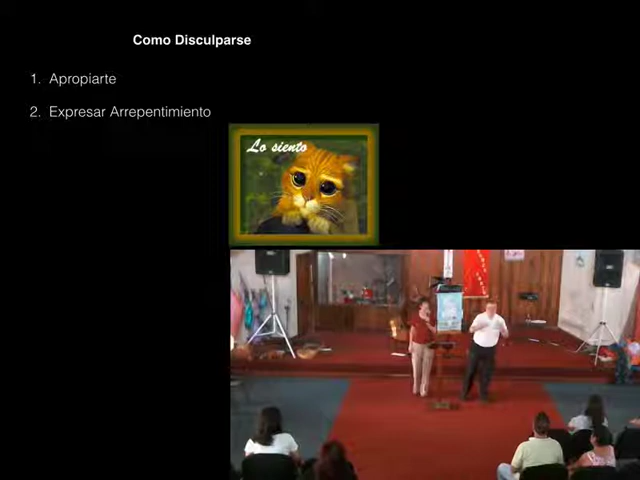 Como Disculparse
1. Apropiarte
2. Expresar Arrepentimiento
Lo siento